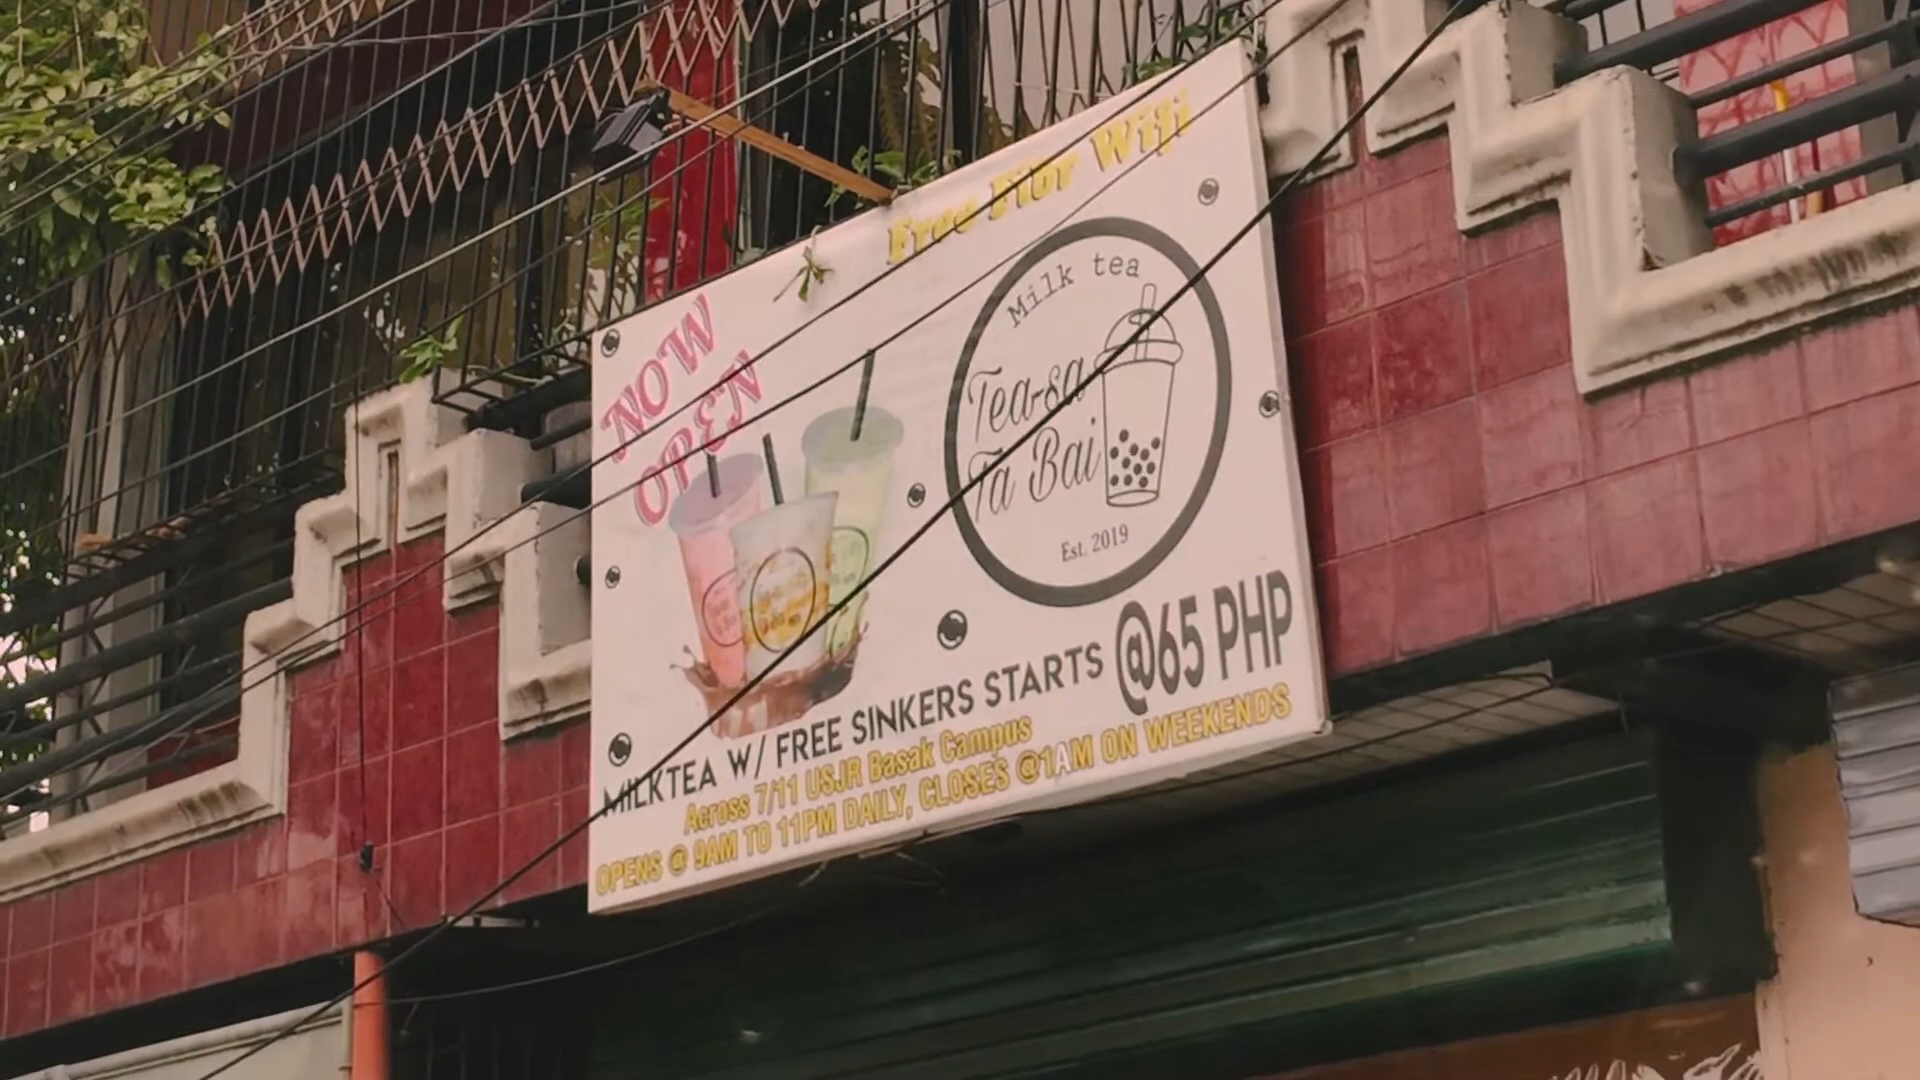 Free Fibr Wifi
NOW
OPEN
Milk tea
Tea-sa
Ta Bai
Est. 2019
MILKTEA W/ FREE SINKERS STARTS @65 PHP
Across 7/11 USJR Basak Campus
OPENS @ 9AM TO 11PM DAILY, CLOSES @1AM ON WEEKENDS